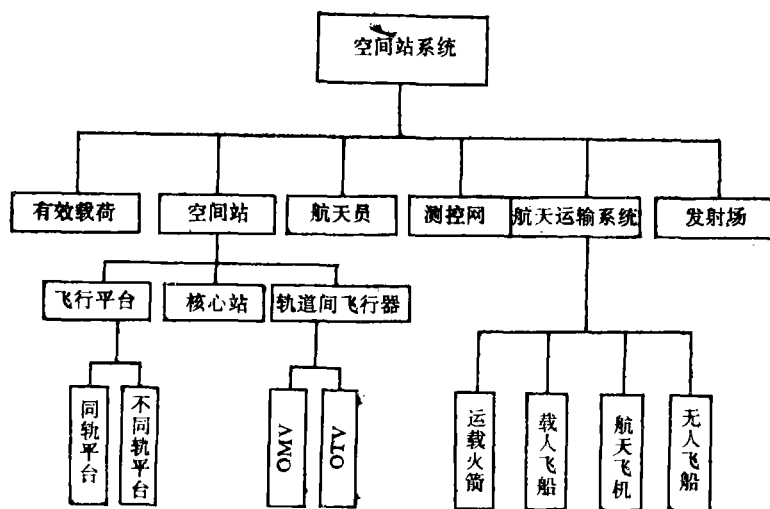 空间站系统
有效载荷
空间站
航天员
测控网
航天运输系统
发射场
飞行平台
核心站
轨道间飞行器
同轨平台
不同轨平台
OMV
OTV
运载火箭
载人飞船
航天飞机
无人飞船